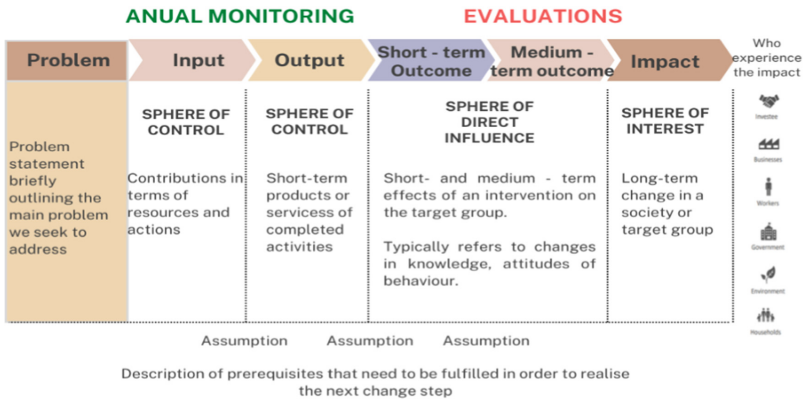 ANUAL MONITORING
EVALUATIONS
Problem
Input
Output
Short - term
Outcome
Medium -
term outcome
Impact
Who
experience
the impact
Problem
statement
briefly
outlining the
main problem
we seek to
address
SPHERE OF
CONTROL
Contributions in
terms of
resources and
actions
SPHERE OF
CONTROL
Short-term
products or
servicess of
completed
activities
SPHERE OF
DIRECT
INFLUENCE
Short- and medium - term
effects of an intervention on
the target group.
Typically refers to changes
in knowledge, attitudes of
behaviour.
SPHERE OF
INTEREST
Long-term
change in a
society or
target group
Investee
Businesses
Workers
Government
Environment
Households
Assumption
Assumption
Assumption
Description of prerequisites that need to be fulfilled in order to realise
the next change step